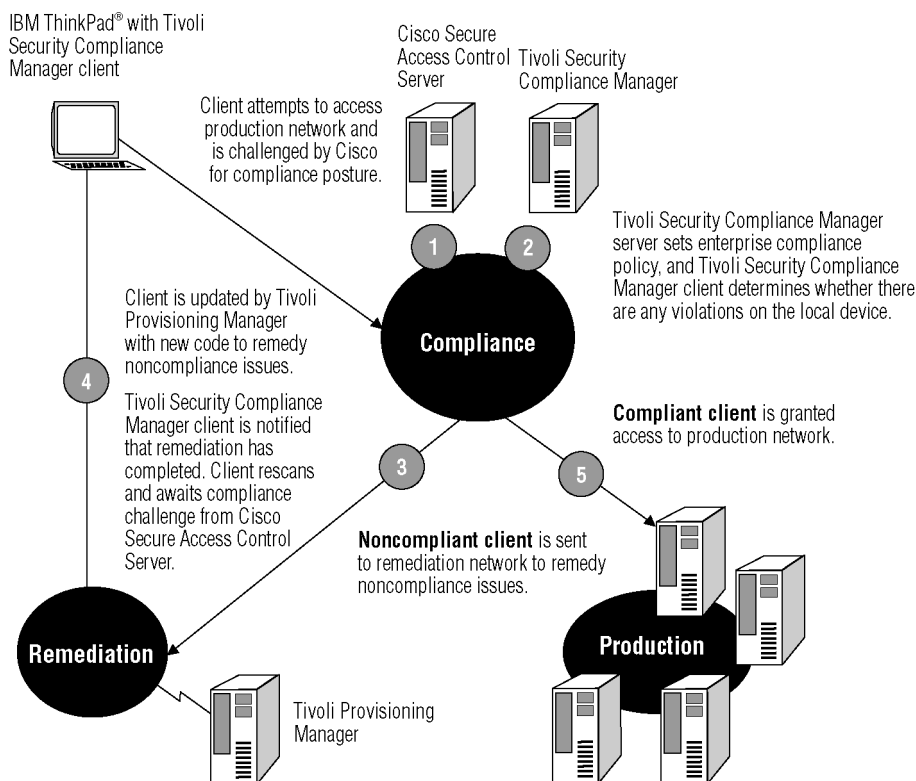 IBM ThinkPad® with Tivoli
Security Compliance
Manager client
Cisco Secure
Access Control
Server
Tivoli Security
Compliance Manager
Client attempts to access
production network and
is challenged by Cisco
for compliance posture.
1
2
Tivoli Security Compliance Manager
server sets enterprise compliance
policy, and Tivoli Security Compliance
Manager client determines whether there
are any violations on the local device.
Compliance
Client is updated by Tivoli
Provisioning Manager
with new code to remedy
noncompliance issues.
4
Tivoli Security Compliance
Manager client is notified
that remediation has
completed. Client rescans
and awaits compliance
challenge from Cisco
Secure Access Control
Server.
3
5
Compliant client is granted
access to production network.
Noncompliant client is sent
to remediation network to remedy
noncompliance issues.
Remediation
Production
Tivoli Provisioning
Manager